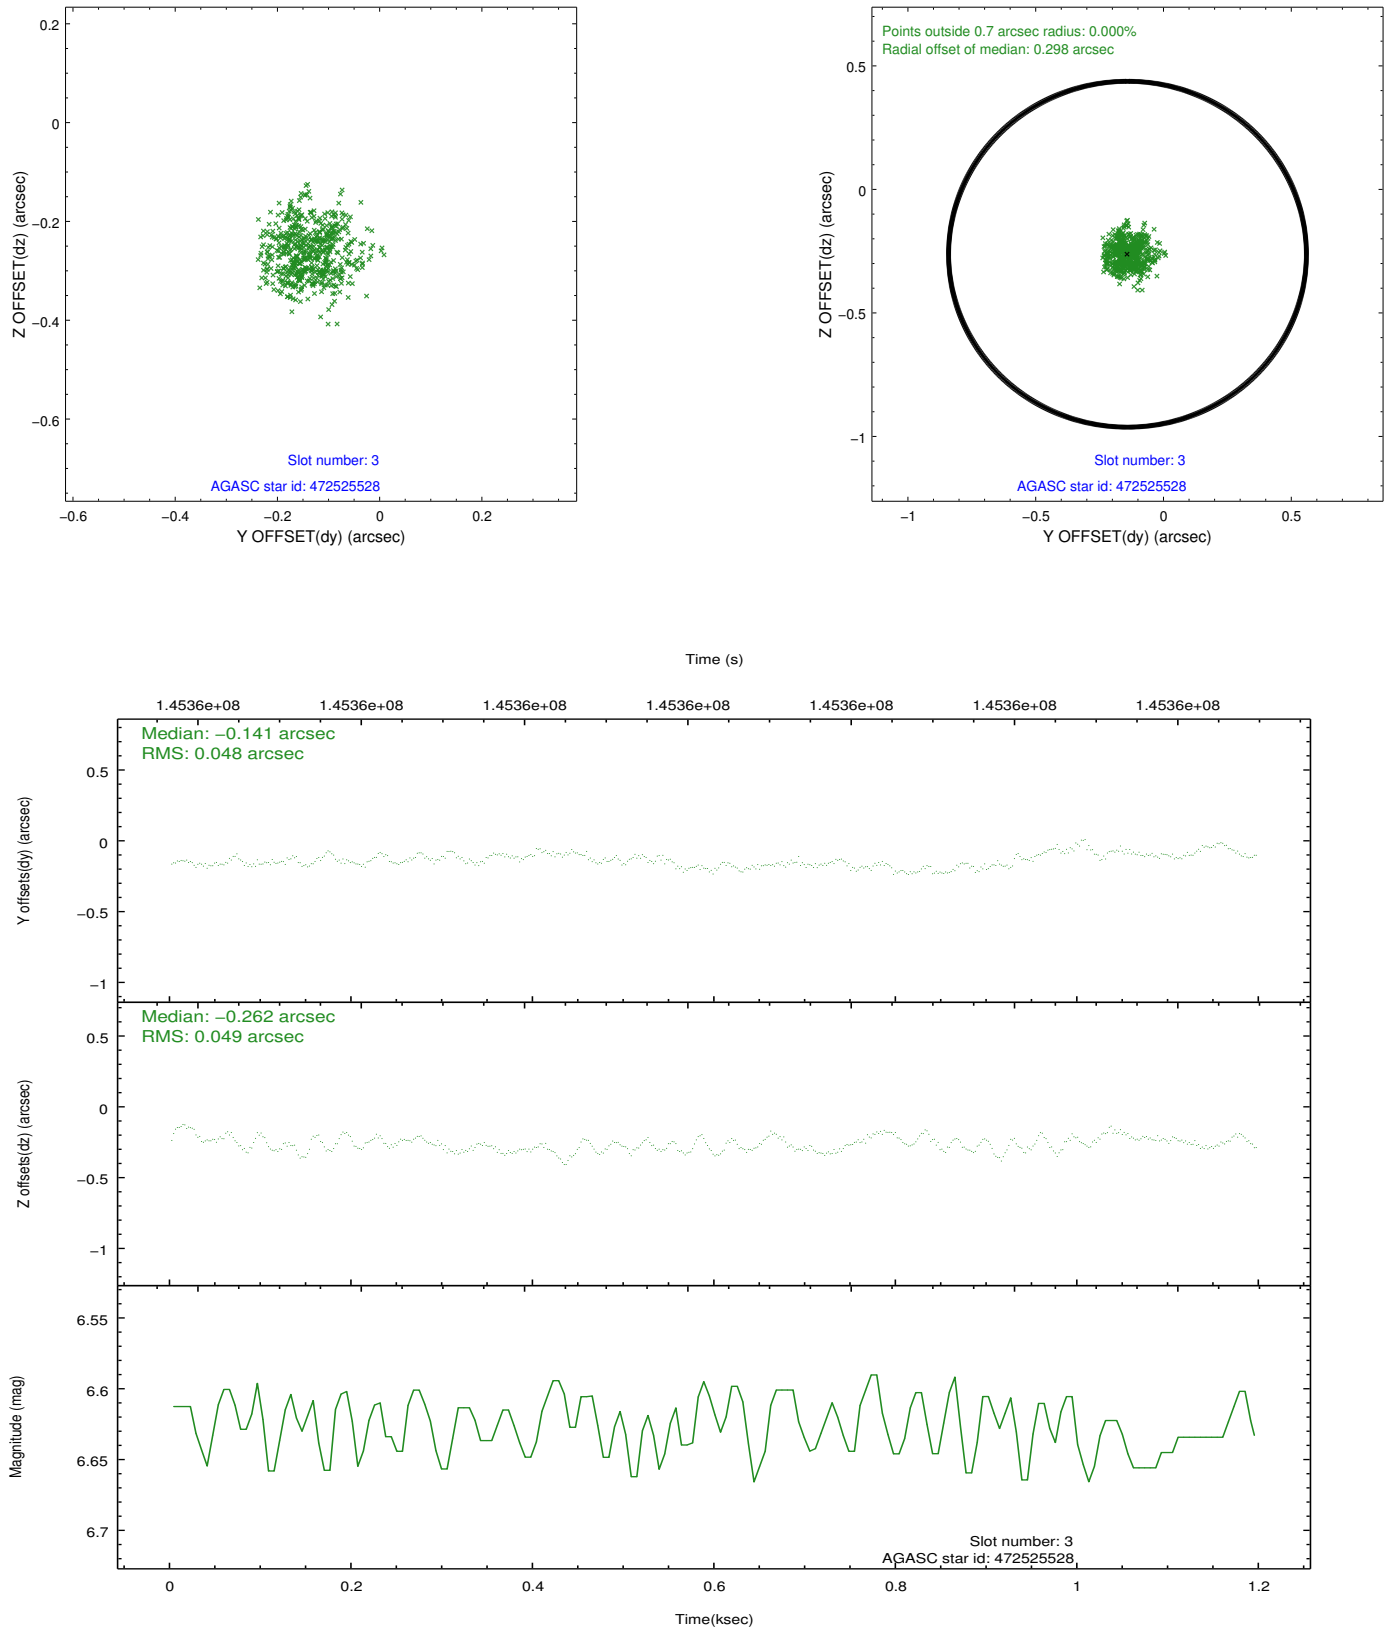 0.2
0
−0.2
−0.4
−0.6
Z OFFSET(dz) (arcsec)
Slot number: 3
AGASC star id: 472525528
−0.6
−0.4
−0.2
0
0.2
Y OFFSET(dy) (arcsec)
Points outside 0.7 arcsec radius: 0.000%
Radial offset of median: 0.298 arcsec
0.5
0
−0.5
−1
Z OFFSET(dz) (arcsec)
Slot number: 3
AGASC star id: 472525528
−1
−0.5
0
0.5
Y OFFSET(dy) (arcsec)
Time (s)
1.4536e+08 1.4536e+08 1.4536e+08 1.4536e+08 1.4536e+08 1.4536e+08 1.4536e+08
Median: −0.141 arcsec
RMS: 0.048 arcsec
0.5
0
−0.5
−1
Y offsets(dy) (arcsec)
Median: −0.262 arcsec
RMS: 0.049 arcsec
0.5
0
−0.5
−1
Z offsets(dz) (arcsec)
6.55
6.6
6.65
6.7
Magnitude (mag)
Slot number: 3
AGASC star id: 472525528
0
0.2
0.4
0.6
0.8
1
1.2
Time(ksec)